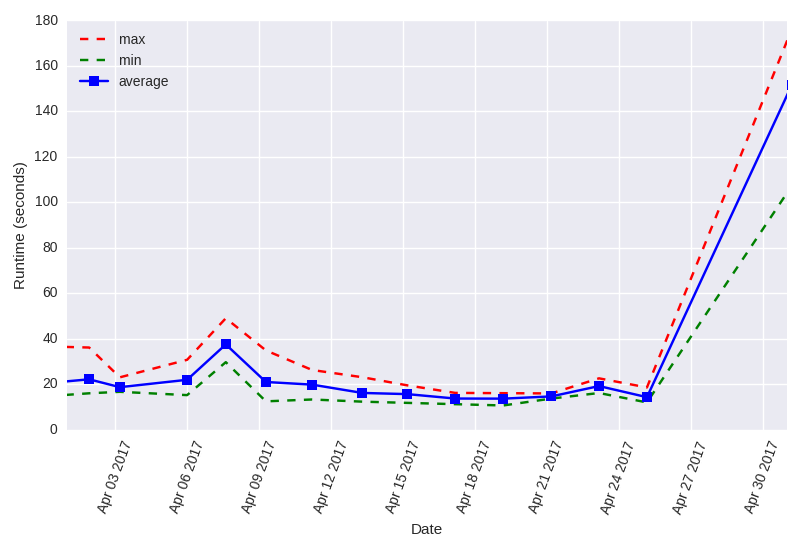 180
160
140
120
100
80
60
40
20
0
Runtime (seconds)
max
min
average
Apr 03 2017
Apr 06 2017
Apr 09 2017
Apr 12 2017
Apr 15 2017
Apr 18 2017
Apr 21 2017
Apr 24 2017
Apr 27 2017
Apr 30 2017
Date